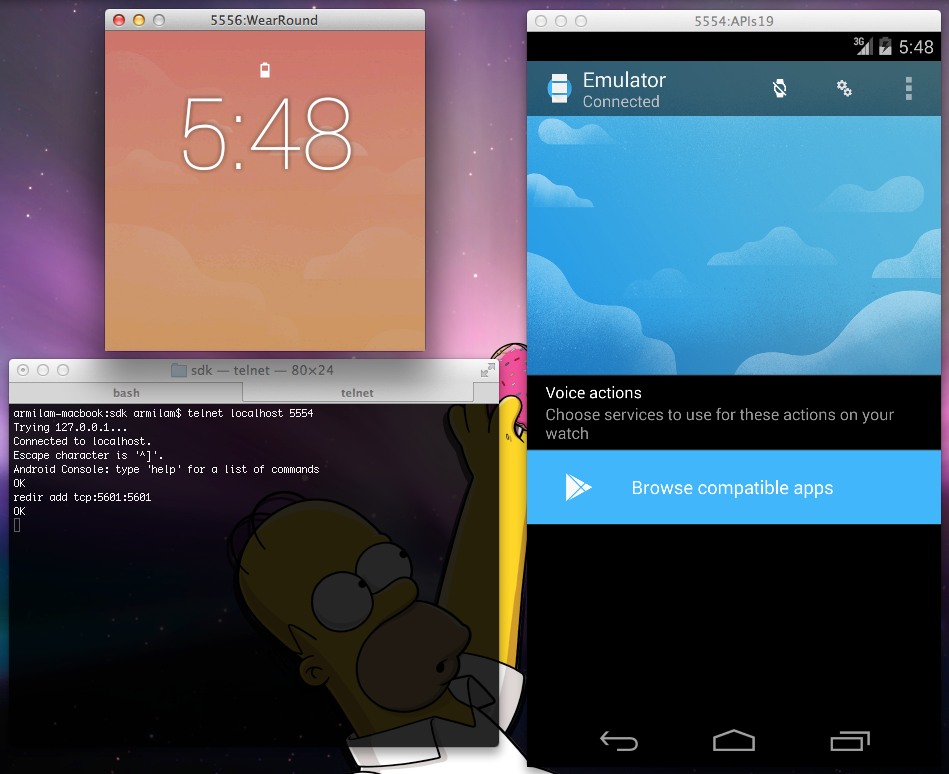 5556:WearRound
5:48
sdk — telnet — 80×24
bash
telnet
armilam-macbook:sdk armilam$ telnet localhost 5554
Trying 127.0.0.1...
Connected to localhost.
Escape character is '^]'.
Android Console: type 'help' for a list of commands
OK
redir add tcp:5601:5601
OK
5554:APIs19
3G
5:48
Emulator
Connected
Voice actions
Choose services to use for these actions on your
watch
Browse compatible apps